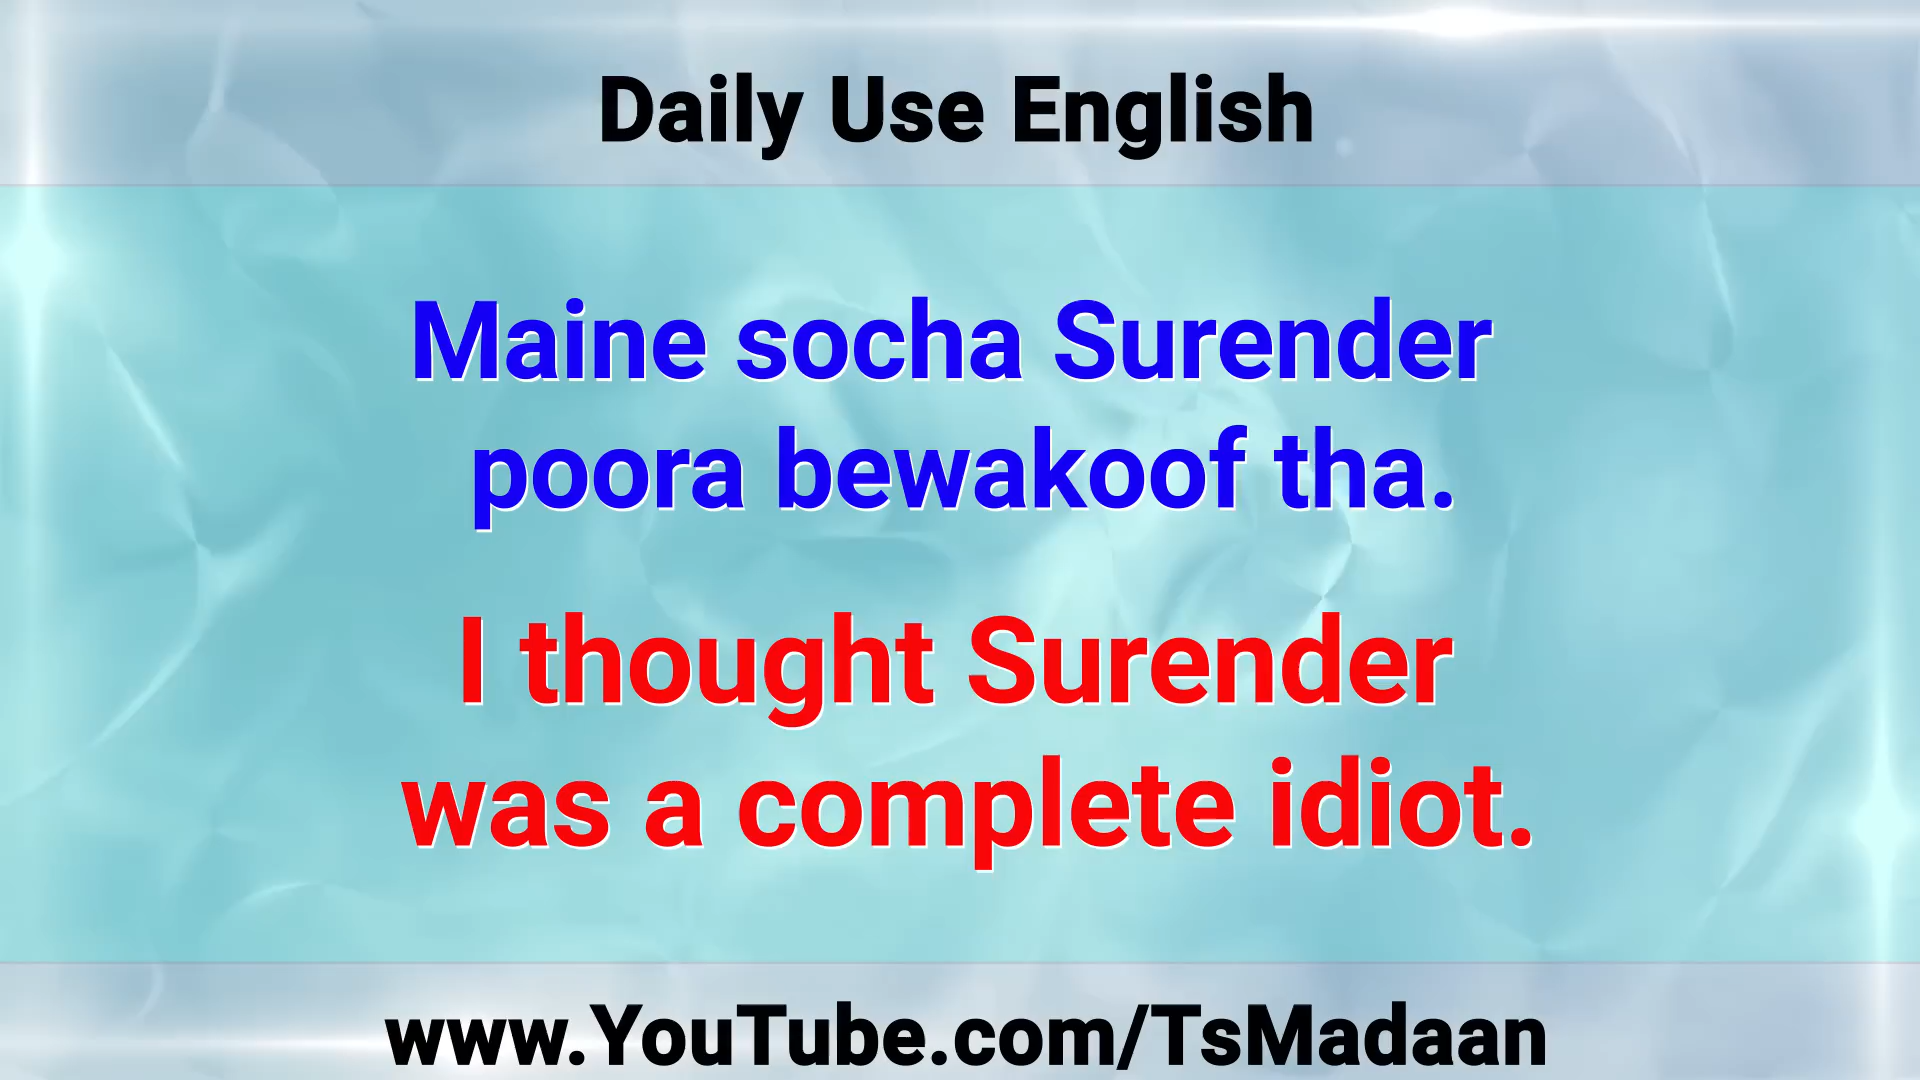 Daily Use English
Maine socha Surender
poora bewakoof tha.
I thought Surender
was a complete idiot.
www.YouTube.com/TsMadaan